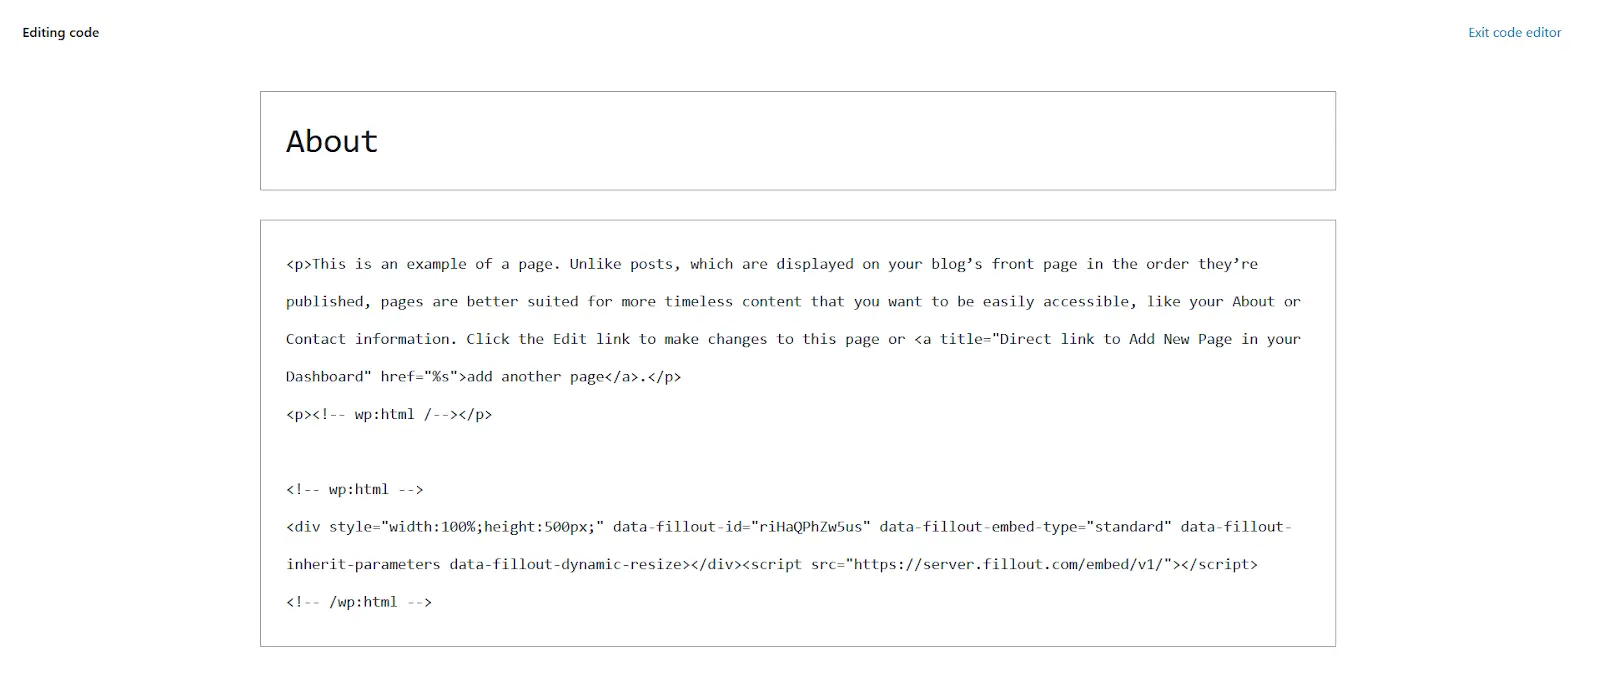 Editing code
Exit code editor
About
<p>This is an example of a page. Unlike posts, which are displayed on your blog’s front page in the order they’re
published, pages are better suited for more timeless content that you want to be easily accessible, like your About or
Contact information. Click the Edit link to make changes to this page or <a title="Direct link to Add New Page in your
Dashboard" href="%s">add another page</a>.</p>
<p><!-- wp:html /--></p>
<!-- wp:html -->
<div style="width:100%;height:500px;" data-fillout-id="riHaQPhZw5us" data-fillout-embed-type="standard" data-fillout-
inherit-parameters data-fillout-dynamic-resize></div><script src="https://server.fillout.com/embed/v1/"></script>
<!-- /wp:html -->